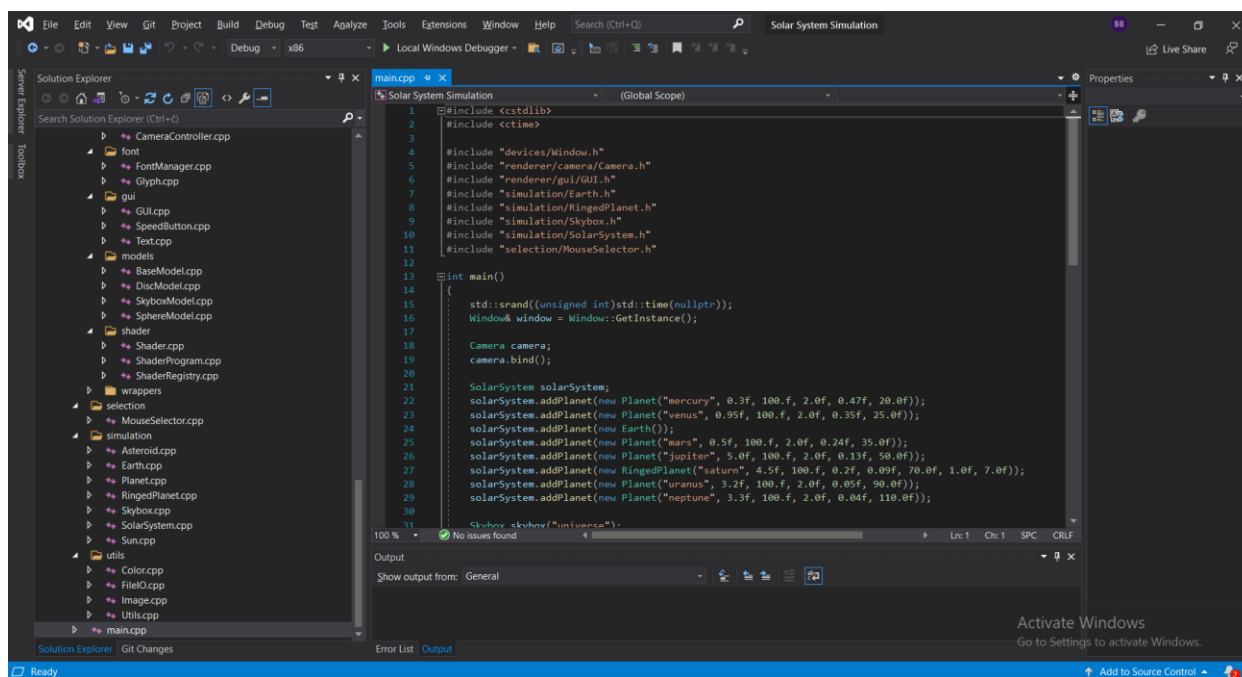 File Edit View Git Project Build Debug Test Analyze Tools Extensions Window Help Search (Ctrl+Q) Solar System Simulation BB
Debug x86 Local Windows Debugger Live Share
Server Explorer
Toolbox
Solution Explorer
Search Solution Explorer (Ctrl+č)
CameraController.cpp
font
FontManager.cpp
Glyph.cpp
gui
GUI.cpp
SpeedButton.cpp
Text.cpp
models
BaseModel.cpp
DiscModel.cpp
SkyboxModel.cpp
SphereModel.cpp
shader
Shader.cpp
ShaderProgram.cpp
ShaderRegistry.cpp
wrappers
selection
MouseSelector.cpp
simulation
Asteroid.cpp
Earth.cpp
Planet.cpp
RingedPlanet.cpp
Skybox.cpp
SolarSystem.cpp
Sun.cpp
utils
Color.cpp
FileIO.cpp
Image.cpp
Utils.cpp
main.cpp
Solution Explorer Git Changes
main.cpp
Solar System Simulation (Global Scope)
1 #include <cstdlib>
2 #include <ctime>
3
4 #include "devices/Window.h"
5 #include "renderer/camera/Camera.h"
6 #include "renderer/gui/GUI.h"
7 #include "simulation/Earth.h"
8 #include "simulation/RingedPlanet.h"
9 #include "simulation/Skybox.h"
10 #include "simulation/SolarSystem.h"
11 #include "selection/MouseSelector.h"
12
13 int main()
14 {
15 std::srand((unsigned int)std::time(nullptr));
16 Window& window = Window::GetInstance();
17
18 Camera camera;
19 camera.bind();
20
21 SolarSystem solarSystem;
22 solarSystem.addPlanet(new Planet("mercury", 0.3f, 100.f, 2.0f, 0.47f, 20.0f));
23 solarSystem.addPlanet(new Planet("venus", 0.95f, 100.f, 2.0f, 0.35f, 25.0f));
24 solarSystem.addPlanet(new Earth());
25 solarSystem.addPlanet(new Planet("mars", 0.5f, 100.f, 2.0f, 0.24f, 35.0f));
26 solarSystem.addPlanet(new Planet("jupiter", 5.0f, 100.f, 2.0f, 0.13f, 50.0f));
27 solarSystem.addPlanet(new RingedPlanet("saturn", 4.5f, 100.f, 0.2f, 0.09f, 70.0f, 1.0f, 7.0f));
28 solarSystem.addPlanet(new Planet("uranus", 3.2f, 100.f, 2.0f, 0.05f, 90.0f));
29 solarSystem.addPlanet(new Planet("neptune", 3.3f, 100.f, 2.0f, 0.04f, 110.0f));
30
31 Skybox skybox("universe");
100 % No issues found Ln: 1 Ch: 1 SPC CRLF
Output
Show output from: General
Error List Output
Properties
Activate Windows
Go to Settings to activate Windows.
Ready Add to Source Control 2